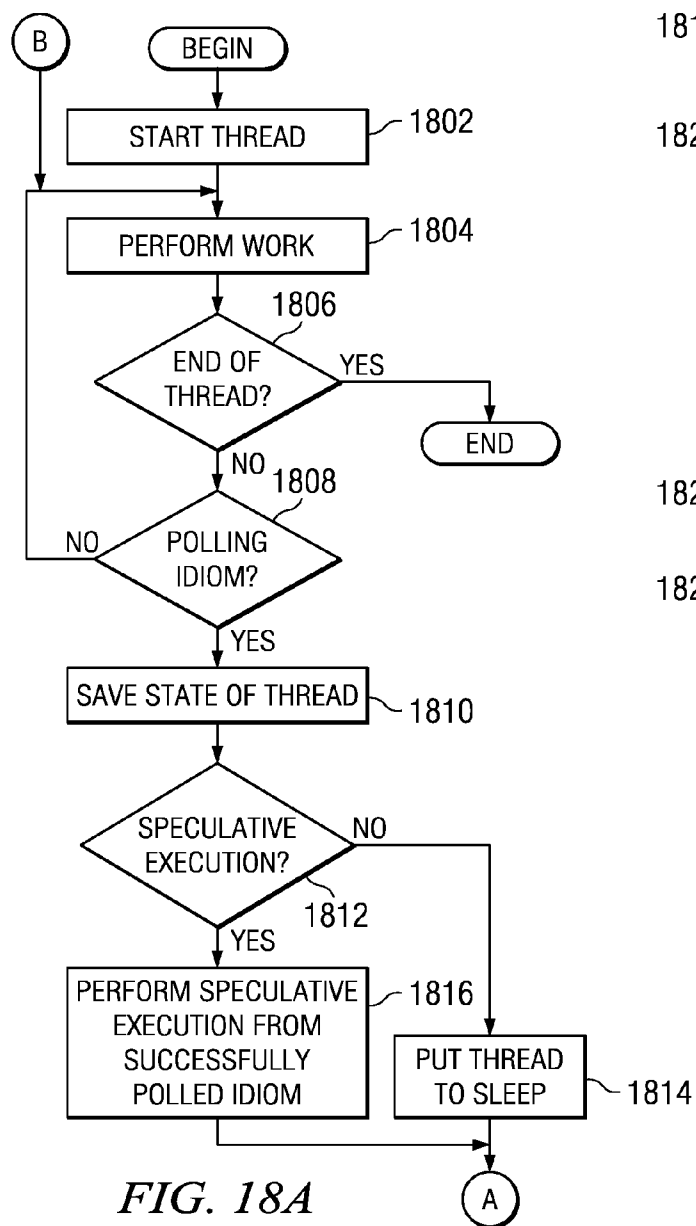 B
BEGIN
START THREAD
1802
PERFORM WORK
1804
1806
END OF
THREAD?
YES
END
NO
1808
POLLING
IDIOM?
NO
YES
SAVE STATE OF THREAD
1810
SPECULATIVE
EXECUTION?
NO
1812
YES
PERFORM SPECULATIVE
EXECUTION FROM
SUCCESSFULLY
POLLED IDIOM
1816
PUT THREAD
TO SLEEP
1814
A
FIG. 18A